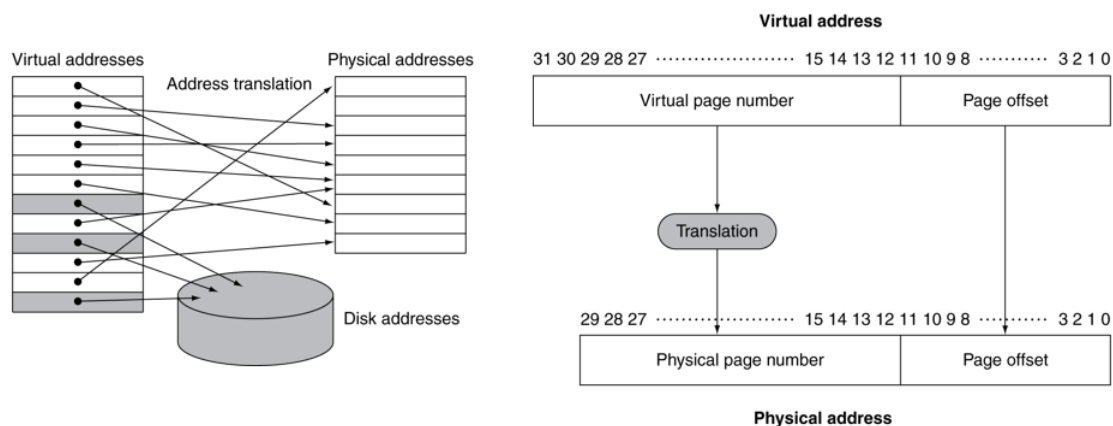 Virtual addresses
Address translation
Physical addresses
Disk addresses
Virtual address
31 30 29 28 27 ······················ 15 14 13 12 11 10 9 8 ············ 3 2 1 0
Virtual page number
Page offset
Translation
29 28 27 ······················ 15 14 13 12 11 10 9 8 ············ 3 2 1 0
Physical page number
Page offset
Physical address